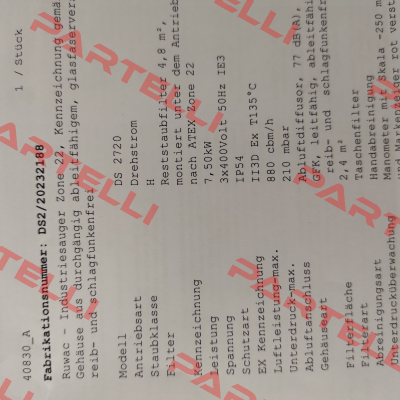 40830_A 1 / Stück
Fabrikationsnummer: DS2/20232188
Ruwac - Industriesauger Zone 22, Kennzeichnung gemä
Gehäuse aus durchgängig ableitfähigem, glasfaserver
reib- und schlagfunkenfrei
Modell DS 2720
Antriebsart Drehstrom
Staubklasse H
Filter Reststaubfilter 4,8 m²,
montiert unter dem Antrieb
Kennzeichnung nach ATEX Zone 22
Leistung 7,50kW
Spannung 3x400Volt 50Hz IE3
Schutzart IP54
EX Kennzeichnung II3D Ex T135°C
Luftleistung-max. 880 cbm/h
Unterdruck-max. 210 mbar
Abluftanschluss Abluftdiffusor, 77 dB(A),
Gehäuseart GFK, leitfähig, ableitfähi
reib- und schlagfunkenfr
Filterfläche 2,4 m²
Filterart Taschenfilter
Abreinigungsart Handabreinigung
Unterdrucküberwachung Manometer mit Skala -250 m
und Markenzeiger rot verst
PARTELLI
PARTELLI
PARTELLI